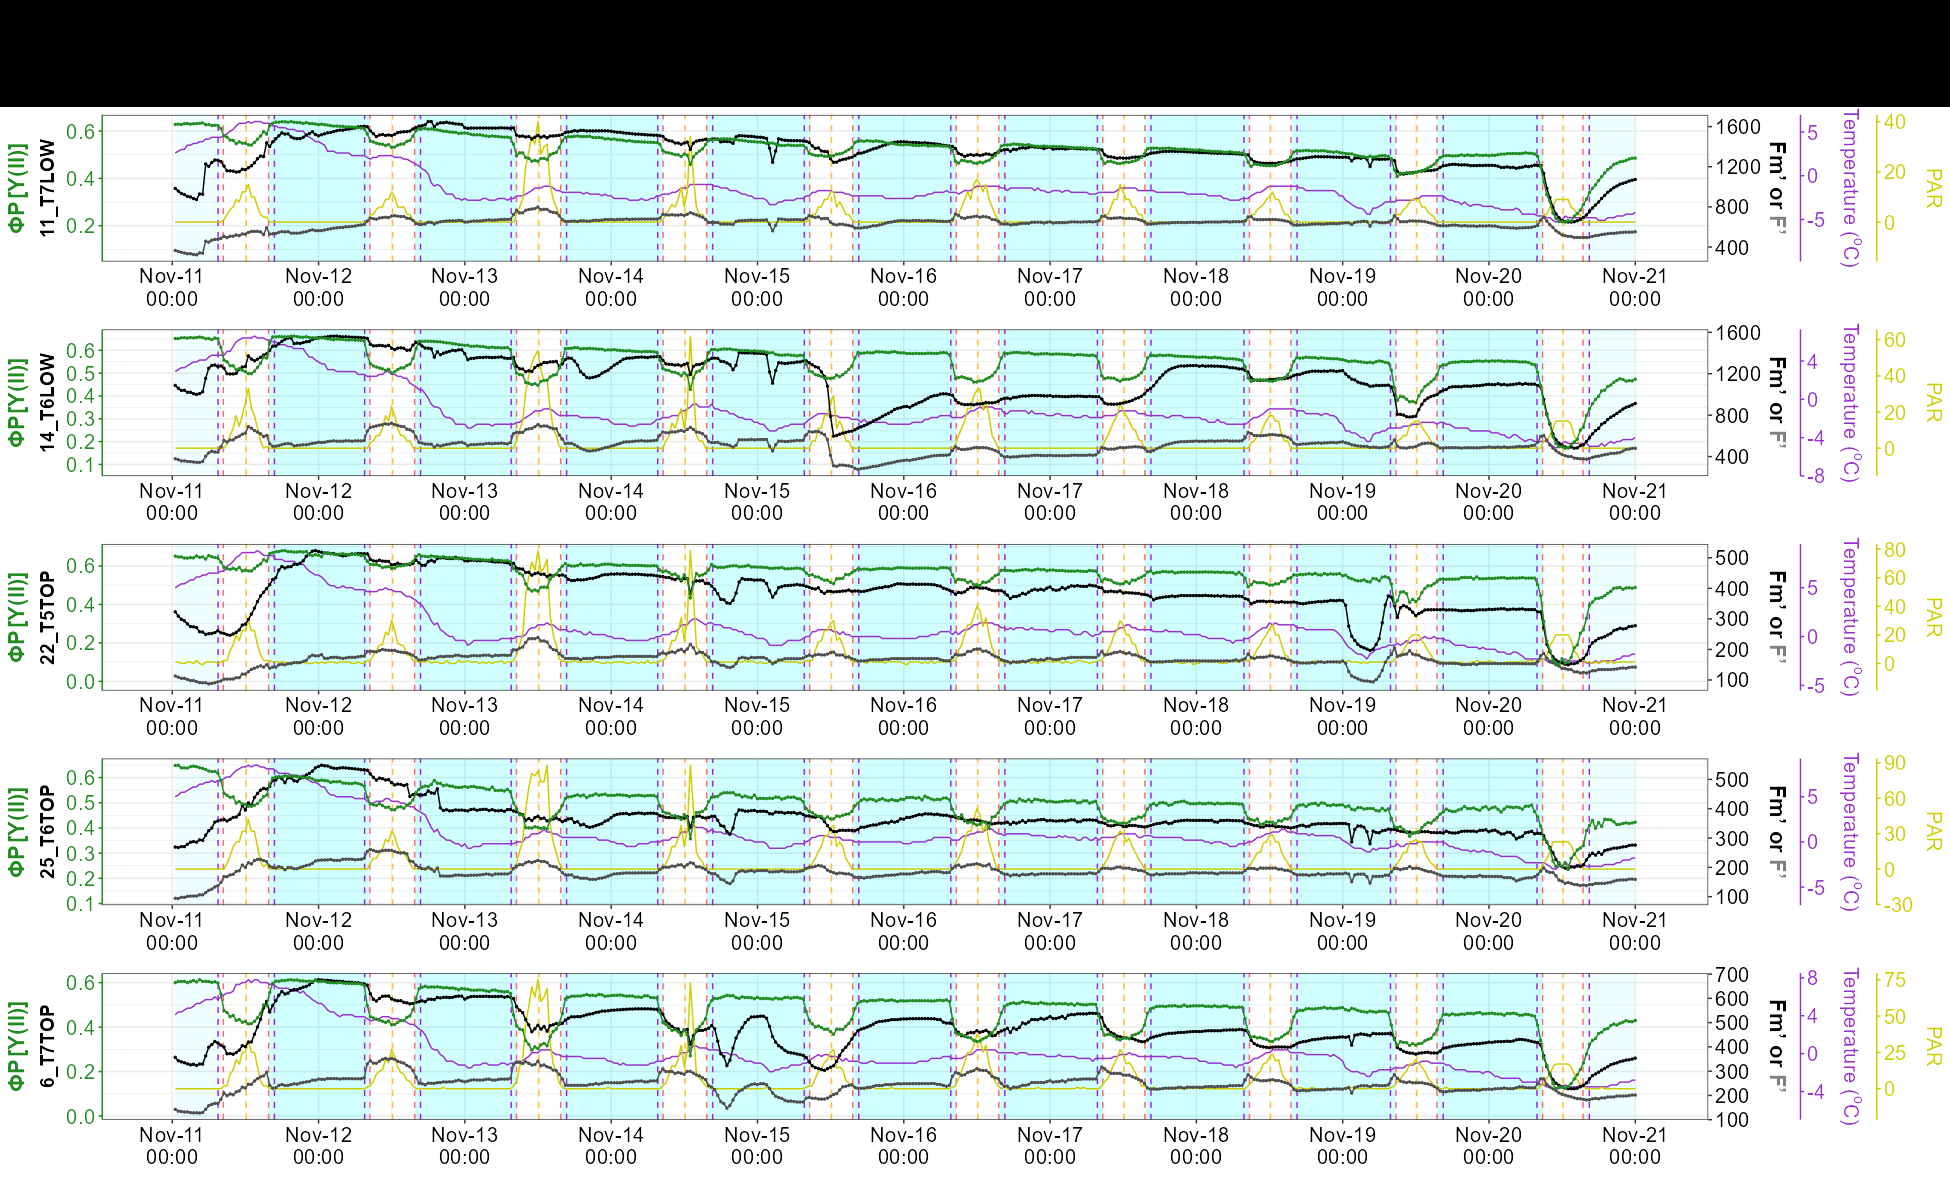 ΦP[Y(II)]
11_T7LOW
0.6
0.4
0.2
1600
1200
800
400
Fm' or F'
5
0
-5
Temperature (°C)
40
20
0
PAR
Nov-11 Nov-12 Nov-13 Nov-14 Nov-15 Nov-16 Nov-17 Nov-18 Nov-19 Nov-20 Nov-21
00:00 00:00 00:00 00:00 00:00 00:00 00:00 00:00 00:00 00:00 00:00
ΦP[Y(II)]
14_T6LOW
0.6
0.5
0.4
0.3
0.2
0.1
1600
1200
800
400
Fm' or F'
4
0
-4
-8
Temperature (°C)
60
40
20
0
PAR
Nov-11 Nov-12 Nov-13 Nov-14 Nov-15 Nov-16 Nov-17 Nov-18 Nov-19 Nov-20 Nov-21
00:00 00:00 00:00 00:00 00:00 00:00 00:00 00:00 00:00 00:00 00:00
ΦP[Y(II)]
22_T5TOP
0.6
0.4
0.2
0.0
500
400
300
200
100
Fm' or F'
5
0
-5
Temperature (°C)
80
60
40
20
0
PAR
Nov-11 Nov-12 Nov-13 Nov-14 Nov-15 Nov-16 Nov-17 Nov-18 Nov-19 Nov-20 Nov-21
00:00 00:00 00:00 00:00 00:00 00:00 00:00 00:00 00:00 00:00 00:00
ΦP[Y(II)]
25_T6TOP
0.6
0.5
0.4
0.3
0.2
0.1
500
400
300
200
100
Fm' or F'
5
0
-5
Temperature (°C)
90
60
30
0
-30
PAR
Nov-11 Nov-12 Nov-13 Nov-14 Nov-15 Nov-16 Nov-17 Nov-18 Nov-19 Nov-20 Nov-21
00:00 00:00 00:00 00:00 00:00 00:00 00:00 00:00 00:00 00:00 00:00
ΦP[Y(II)]
6_T7TOP
0.6
0.4
0.2
0.0
700
600
500
400
300
200
100
Fm' or F'
8
4
0
-4
Temperature (°C)
75
50
25
0
PAR
Nov-11 Nov-12 Nov-13 Nov-14 Nov-15 Nov-16 Nov-17 Nov-18 Nov-19 Nov-20 Nov-21
00:00 00:00 00:00 00:00 00:00 00:00 00:00 00:00 00:00 00:00 00:00